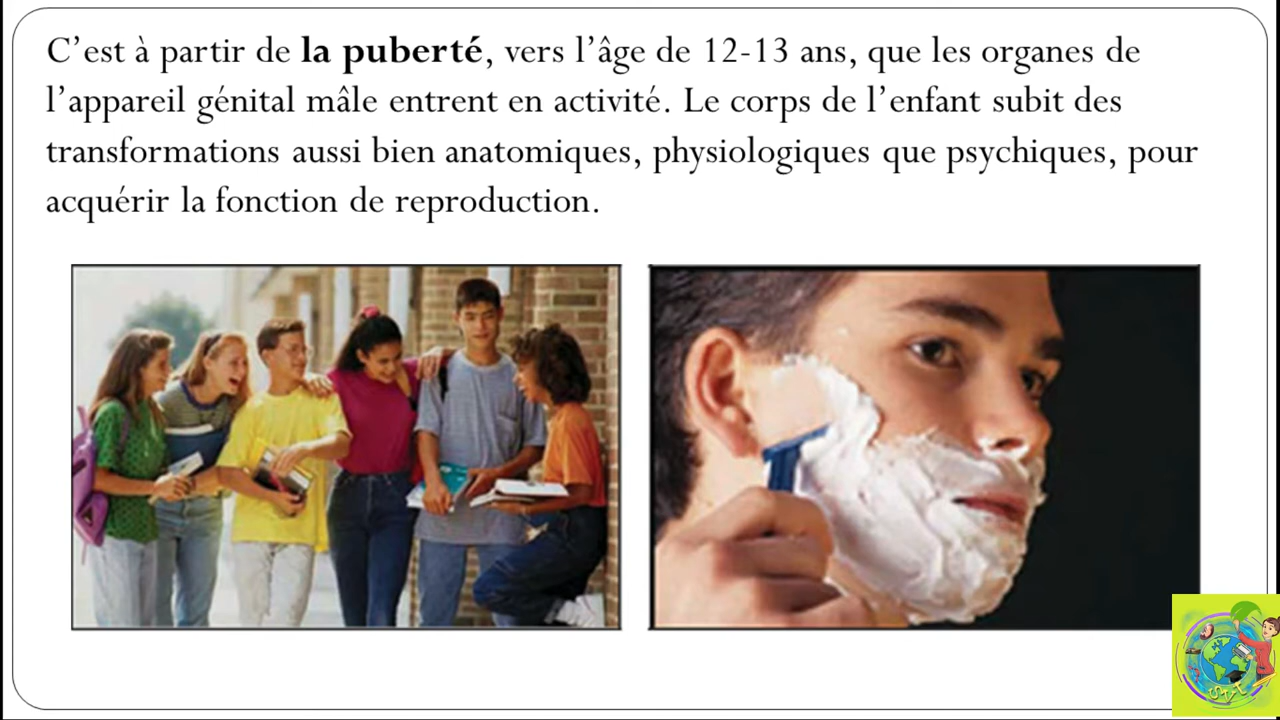 C’est à partir de la puberté, vers l’âge de 12-13 ans, que les organes de
l’appareil génital mâle entrent en activité. Le corps de l’enfant subit des
transformations aussi bien anatomiques, physiologiques que psychiques, pour
acquérir la fonction de reproduction.
SVT